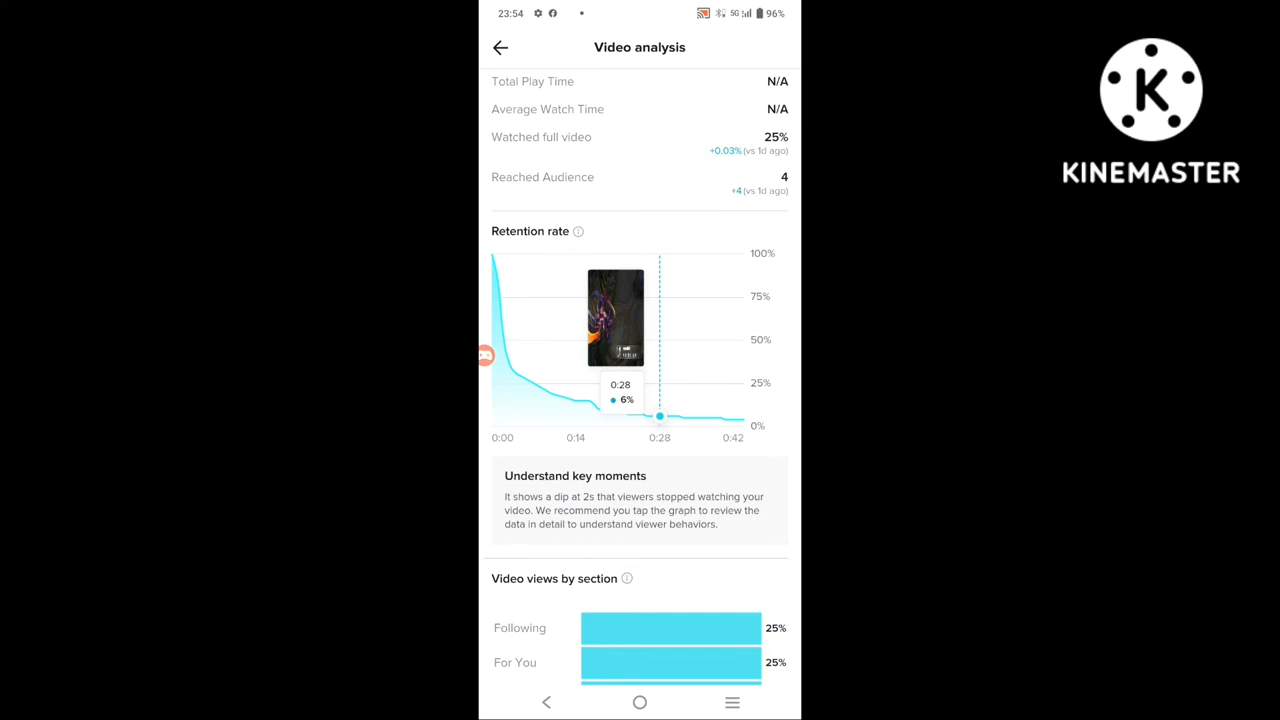 23:54
5G
96%
Video analysis
Total Play Time N/A
Average Watch Time N/A
Watched full video 25%
+0.03% (vs 1d ago)
Reached Audience 4
+4 (vs 1d ago)
Retention rate
100%
75%
50%
25%
0%
0:28
6%
0:00 0:14 0:28 0:42
Understand key moments
It shows a dip at 2s that viewers stopped watching your
video. We recommend you tap the graph to review the
data in detail to understand viewer behaviors.
Video views by section
Following 25%
For You 25%
K
KINEMASTER